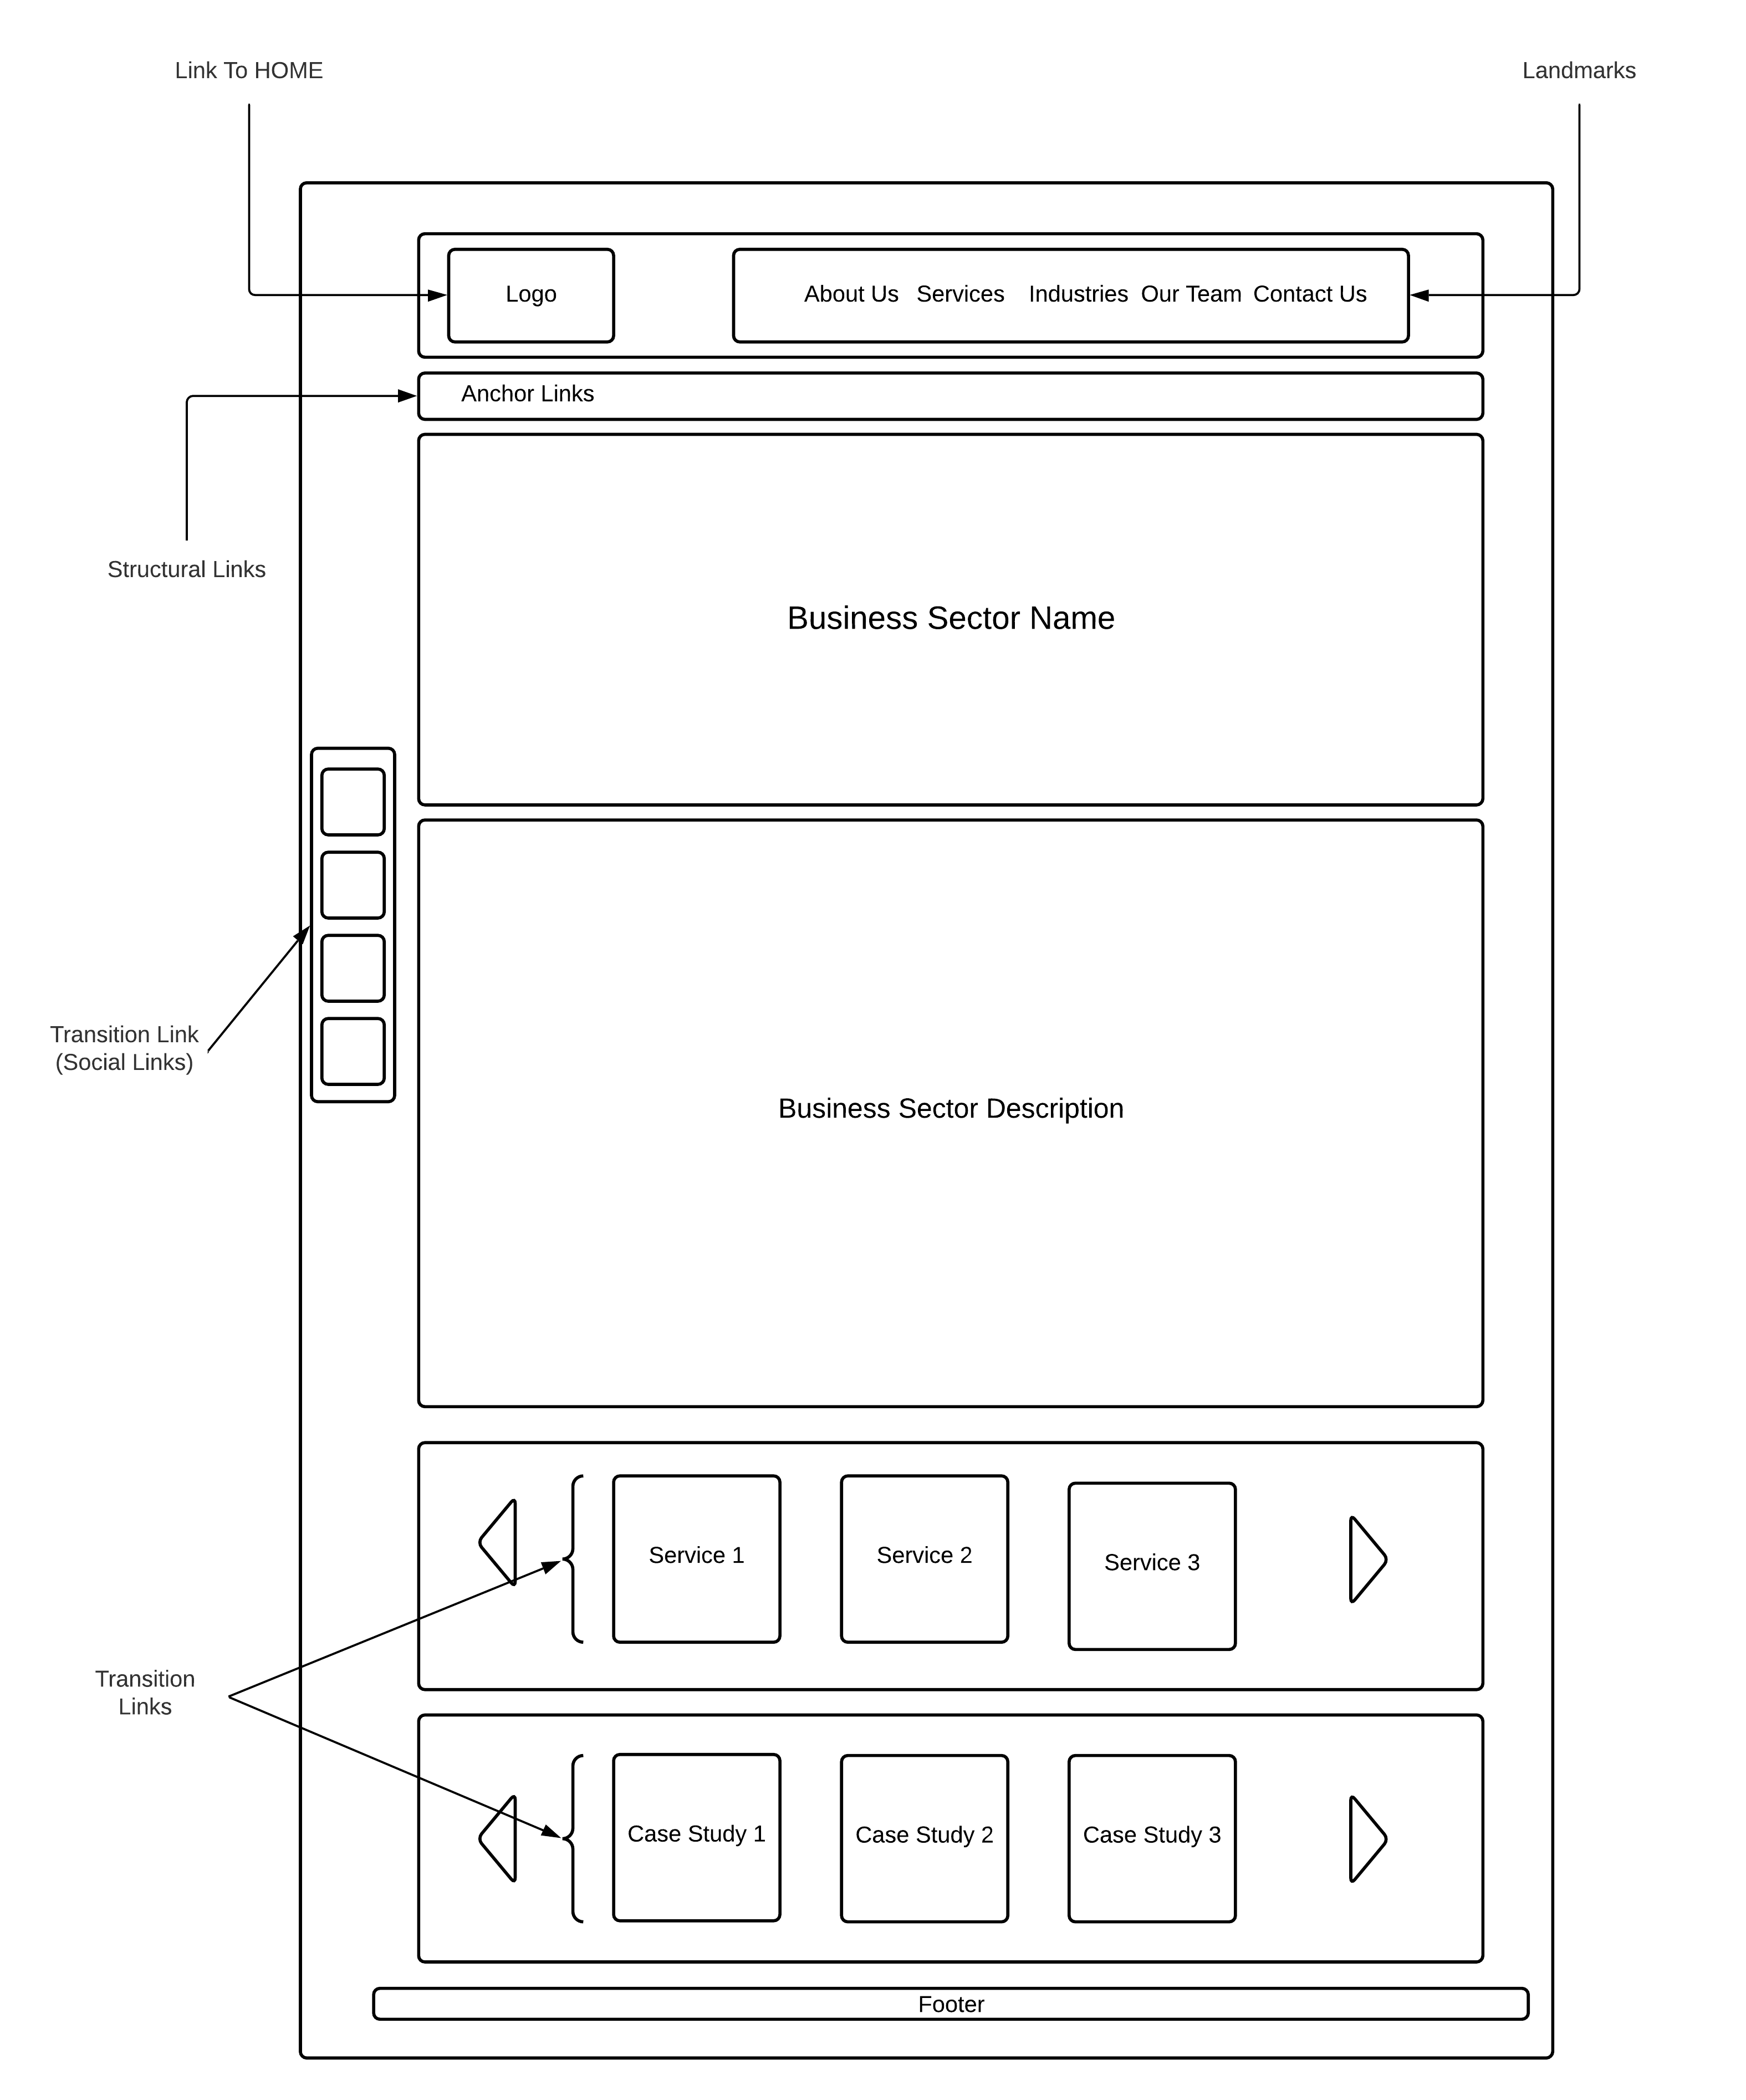 Link To HOME
Landmarks
Logo
About Us Services Industries Our Team Contact Us
Anchor Links
Structural Links
Business Sector Name
Transition Link
(Social Links)
Business Sector Description
Service 1
Service 2
Service 3
Transition
Links
Case Study 1
Case Study 2
Case Study 3
Footer